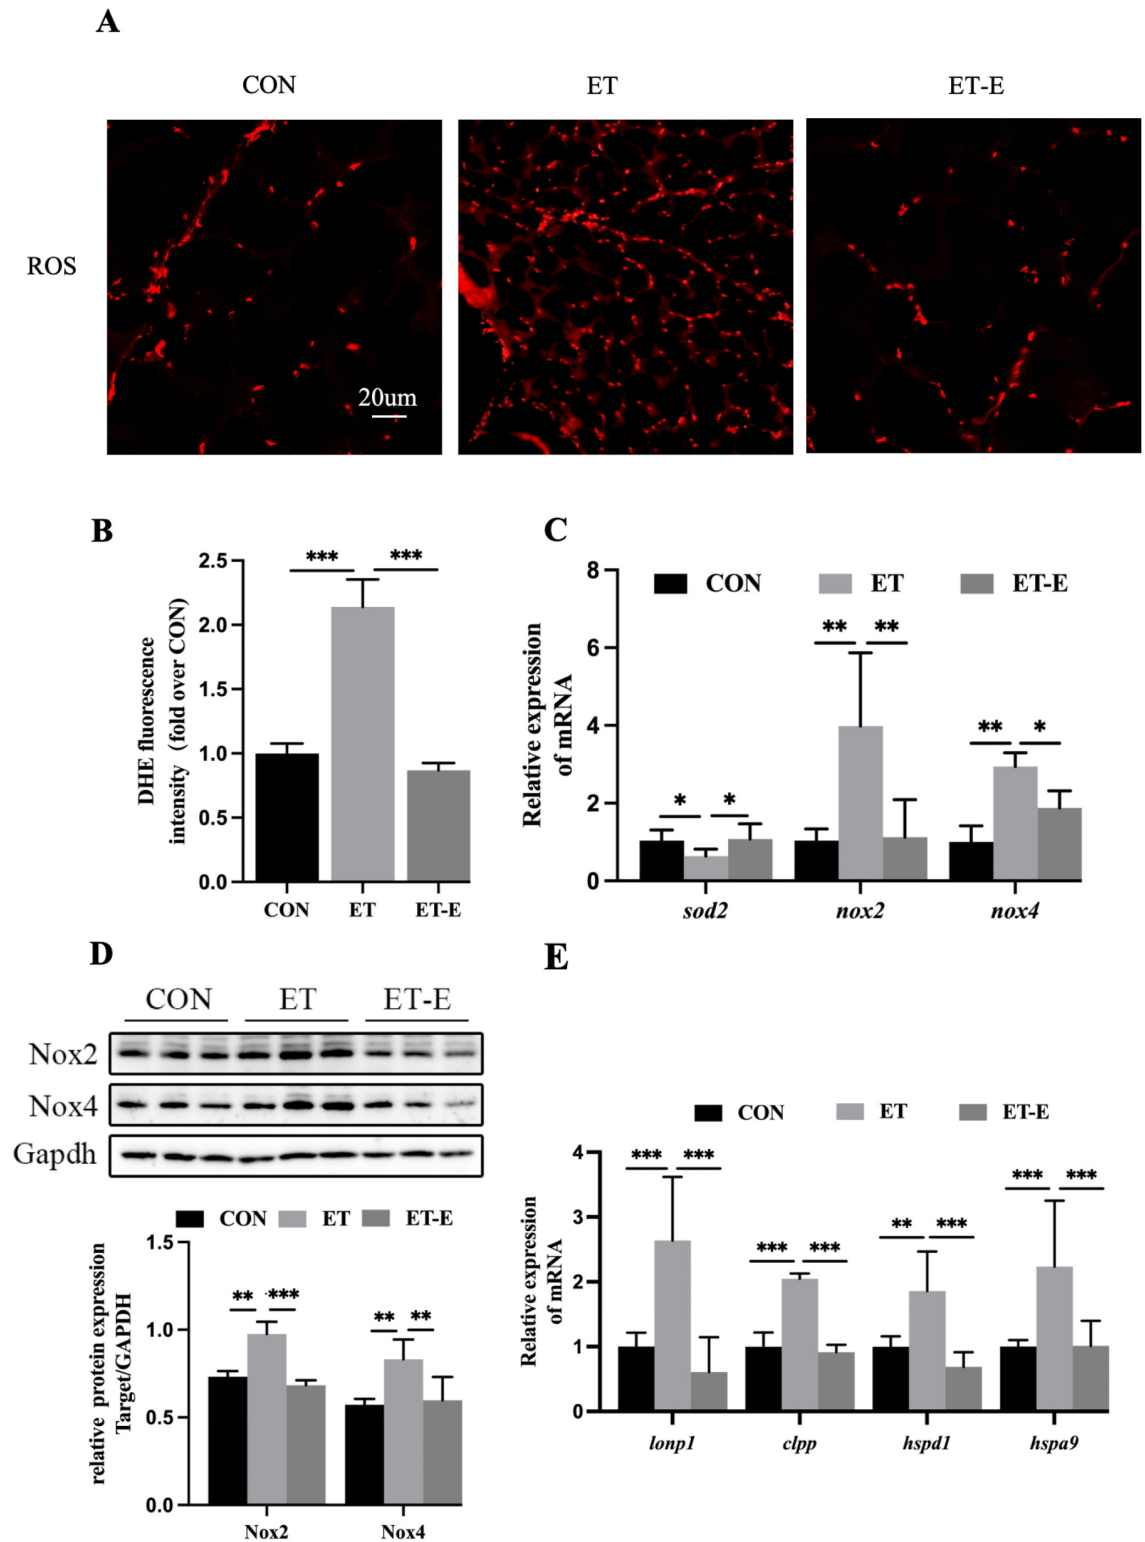 A
CON ET ET-E
ROS
20um
B
DHE fluorescence
intensity (fold over CON)
2.5
2.0
1.5
1.0
0.5
0.0
*** ***
CON ET ET-E
C
Relative expression
of mRNA
8
6
4
2
0
CON ET ET-E
* * ** ** ** *
sod2 nox2 nox4
D
CON ET ET-E
Nox2
Nox4
Gapdh
CON ET ET-E
relative protein expression
Target/GAPDH
1.5
1.0
0.5
0.0
** *** ** **
Nox2 Nox4
E
CON ET ET-E
Relative expression
of mRNA
4
3
2
1
0
*** *** *** *** ** *** *** ***
lonp1 clpp hspd1 hspa9